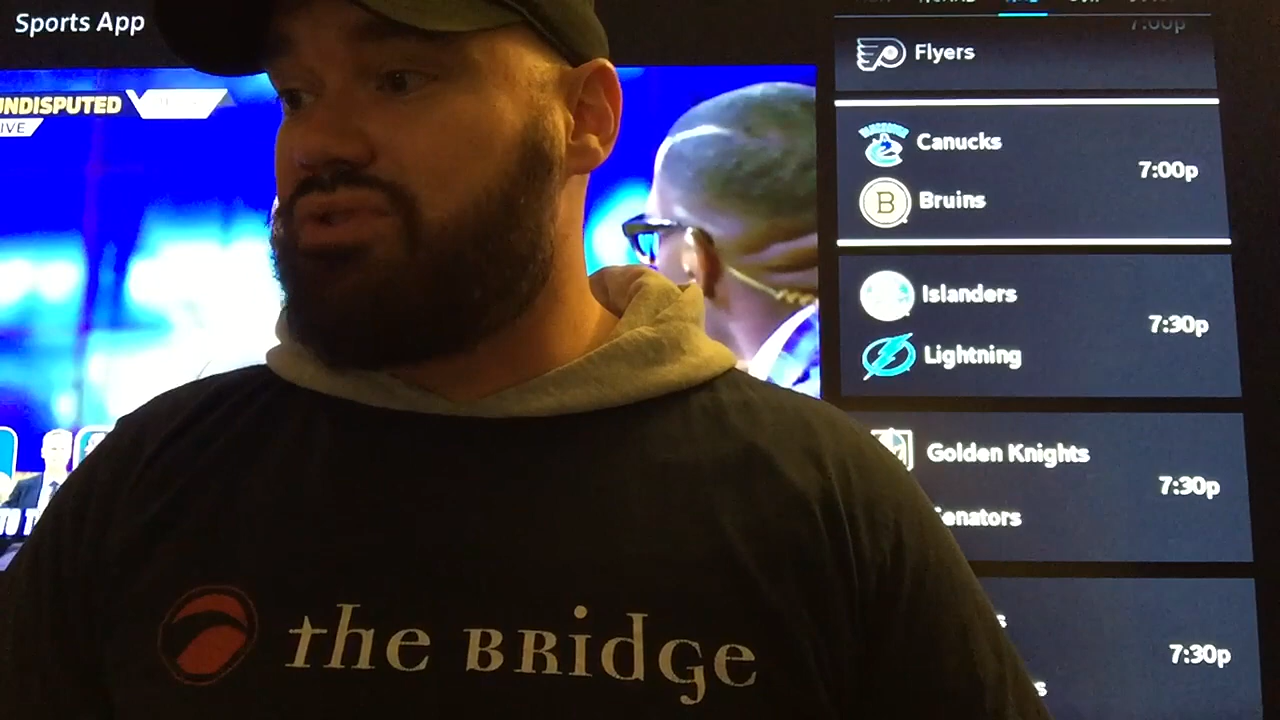 Sports App
UNDISPUTED
LIVE
7:00p
Flyers
Canucks
7:00p
Bruins
B
Islanders
7:30p
Lightning
Golden Knights
7:30p
Senators
7:30p
the BRidge